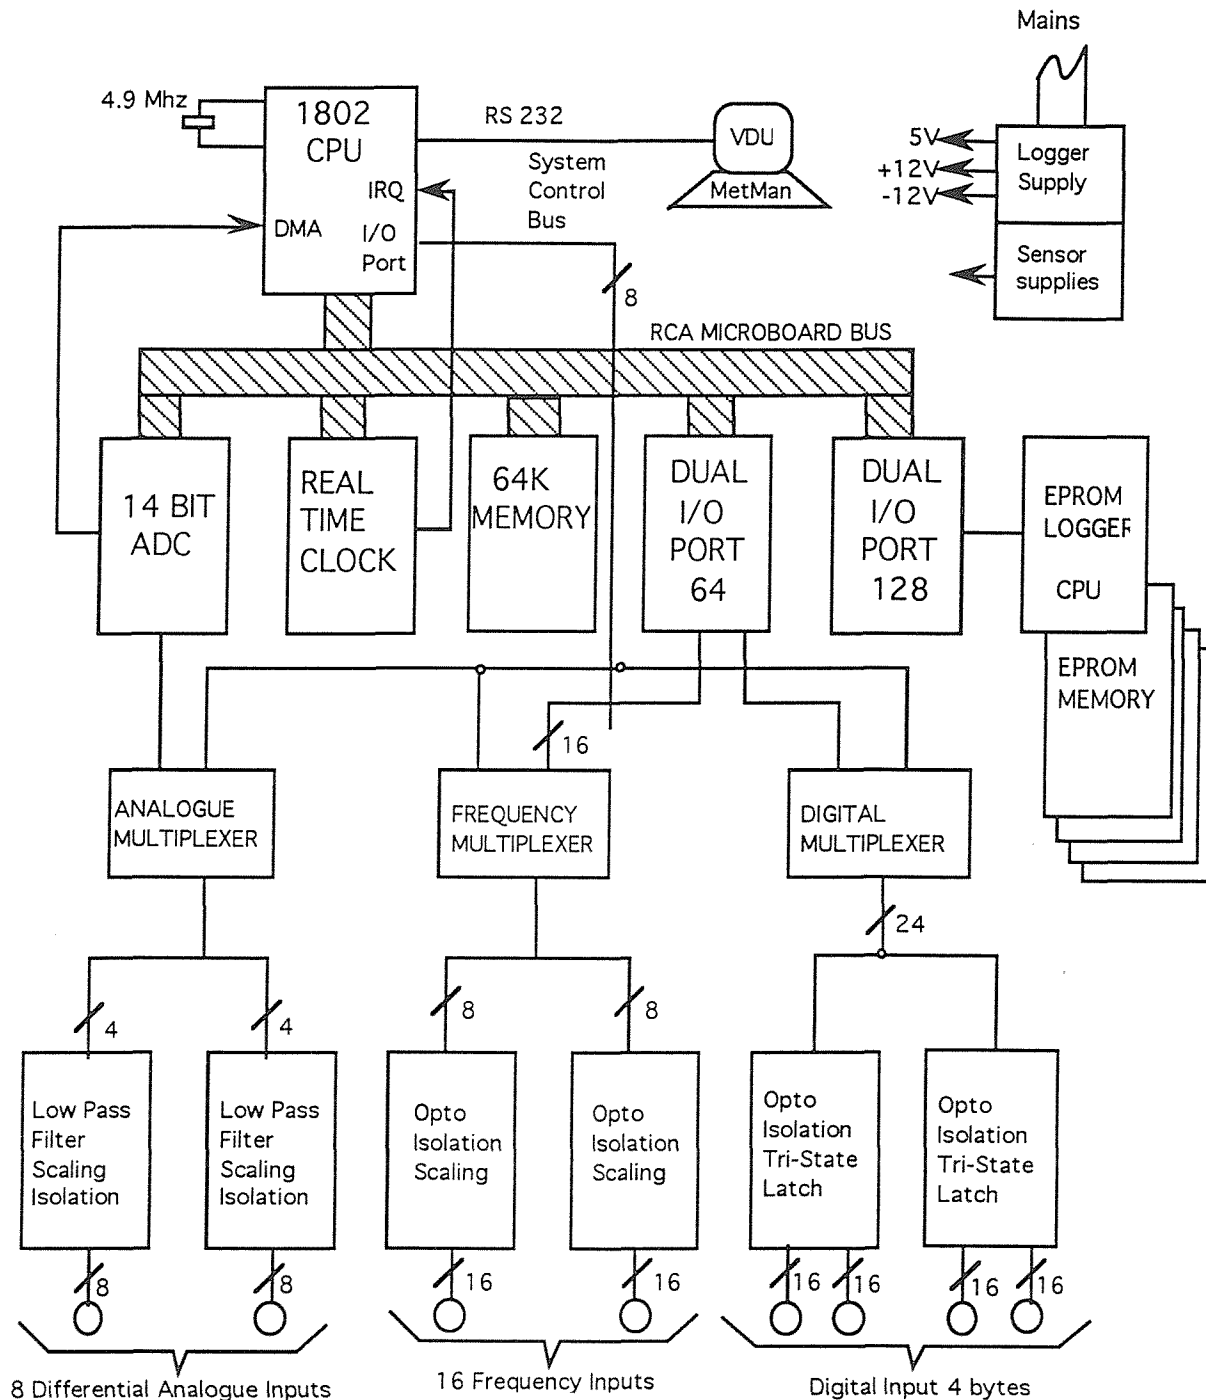 Mains
4.9 Mhz
1802
CPU
IRQ
DMA
I/O
Port
RS 232
System
Control
Bus
VDU
MetMan
5V
+12V
-12V
Logger
Supply
Sensor
supplies
8
RCA MICROBOARD BUS
14 BIT
ADC
REAL
TIME
CLOCK
64K
MEMORY
DUAL
I/O
PORT
64
DUAL
I/O
PORT
128
EPROM
LOGGER
CPU
EPROM
MEMORY
16
ANALOGUE
MULTIPLEXER
FREQUENCY
MULTIPLEXER
DIGITAL
MULTIPLEXER
24
4
4
8
8
Low Pass
Filter
Scaling
Isolation
Low Pass
Filter
Scaling
Isolation
Opto
Isolation
Scaling
Opto
Isolation
Scaling
Opto
Isolation
Tri-State
Latch
Opto
Isolation
Tri-State
Latch
8
8
16
16
16
16
16
16
8 Differential Analogue Inputs
16 Frequency Inputs
Digital Input 4 bytes